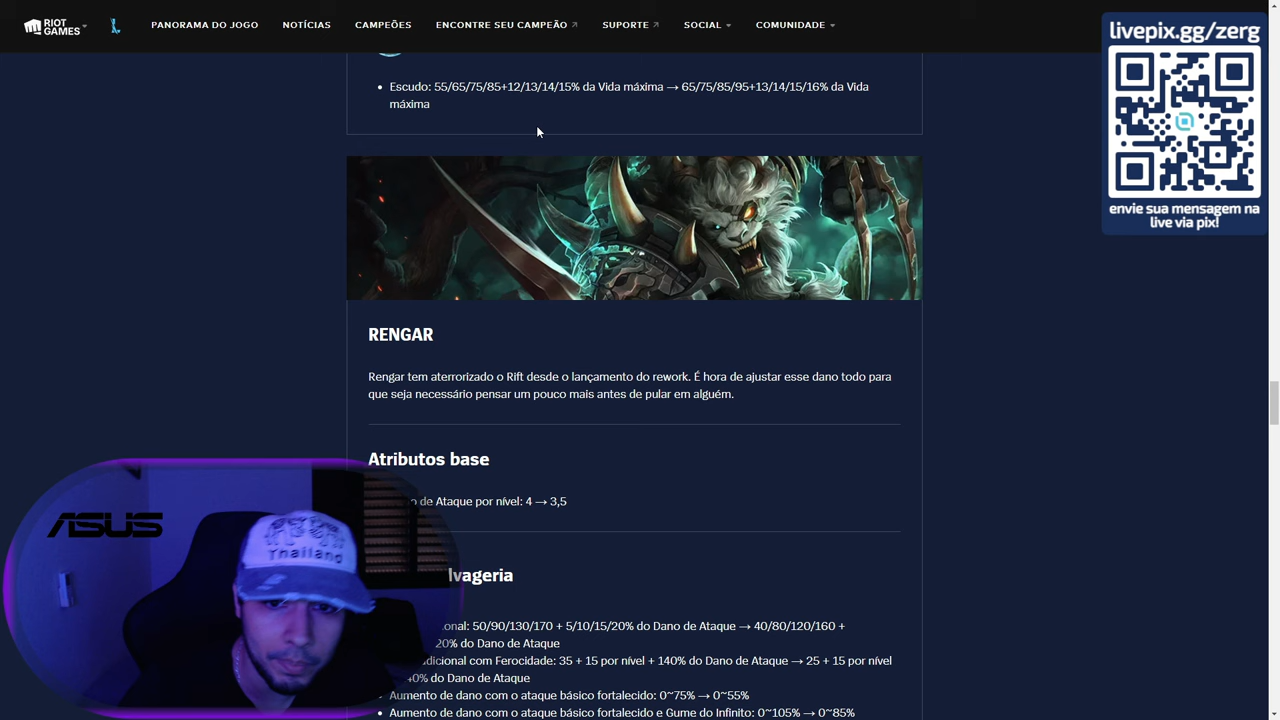 RIOT GAMES
PANORAMA DO JOGO NOTÍCIAS CAMPEÕES ENCONTRE SEU CAMPEÃO SUPORTE SOCIAL COMUNIDADE
livepix.gg/zerg
envie sua mensagem na
live via pix!
• Escudo: 55/65/75/85+12/13/14/15% da Vida máxima → 65/75/85/95+13/14/15/16% da Vida
máxima
RENGAR
Rengar tem aterrorizado o Rift desde o lançamento do rework. É hora de ajustar esse dano todo para
que seja necessário pensar um pouco mais antes de pular em alguém.
Atributos base
de Ataque por nível: 4 → 3,5
50/90/130/170 + 5/10/15/20% do Dano de Ataque → 40/80/120/160 +
20% do Dano de Ataque
com Ferocidade: 35 + 15 por nível + 140% do Dano de Ataque → 25 + 15 por nível
do Dano de Ataque
• Aumento de dano com o ataque básico fortalecido: 0~75% → 0~55%
• Aumento de dano com o ataque básico fortalecido e Gume do Infinito: 0~105% → 0~85%
ASUS
Thailand